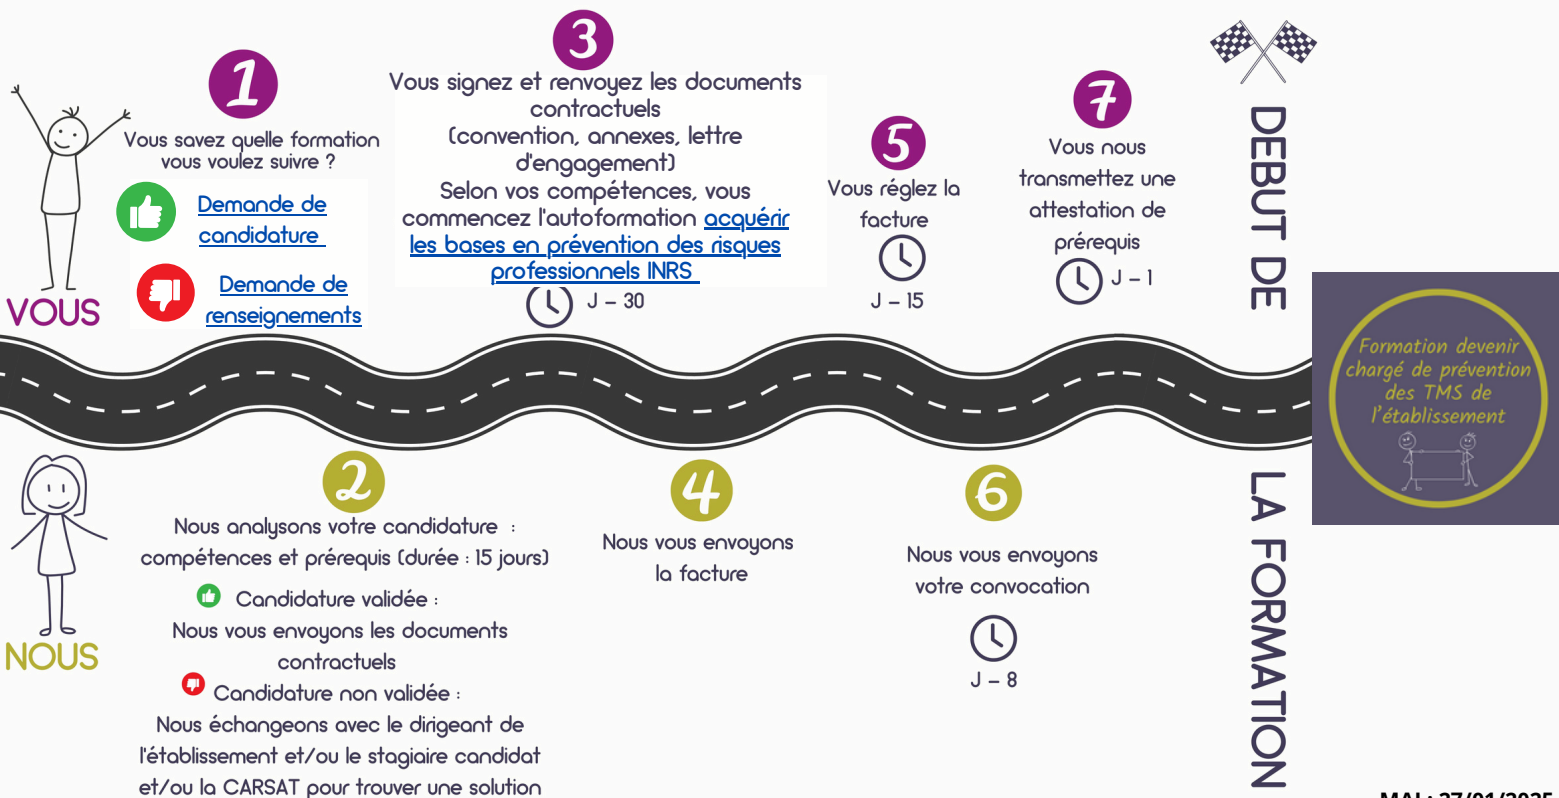 1
Vous savez quelle formation
vous voulez suivre ?
Demande de
candidature
Demande de
renseignements
VOUS
3
Vous signez et renvoyez les documents
contractuels
(convention, annexes, lettre
d'engagement)
Selon vos compétences, vous
commencez l'autoformation acquérir
les bases en prévention des risques
professionnels INRS
J – 30
5
Vous réglez la
facture
J – 15
7
Vous nous
transmettez une
attestation de
prérequis
J – 1
DEBUT DE
LA FORMATION
Formation devenir
chargé de prévention
des TMS de
l'établissement
NOUS
2
Nous analysons votre candidature :
compétences et prérequis (durée : 15 jours)
Candidature validée :
Nous vous envoyons les documents
contractuels
Candidature non validée :
Nous échangeons avec le dirigeant de
l'établissement et/ou le stagiaire candidat
et/ou la CARSAT pour trouver une solution
4
Nous vous envoyons
la facture
6
Nous vous envoyons
votre convocation
J – 8
MAJ : 27/01/2025